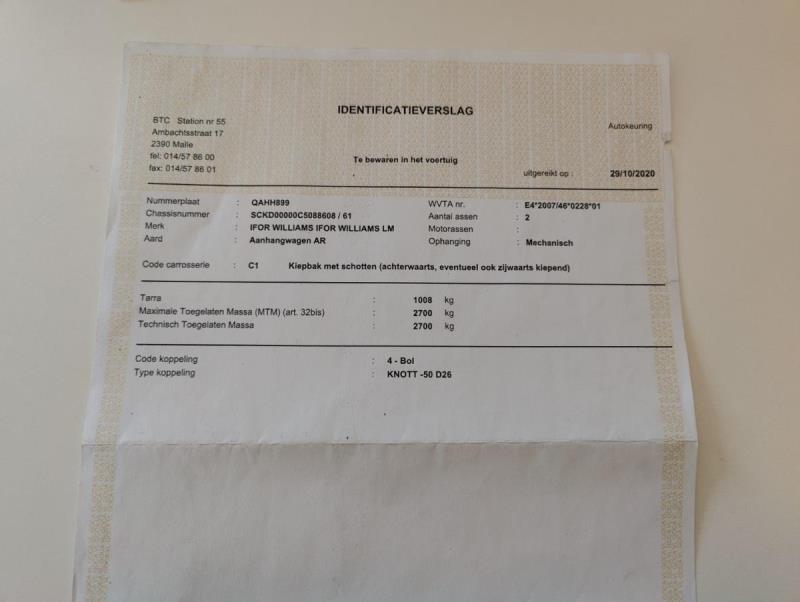 IDENTIFICATIEVERSLAG
BTC Station nr 55
Ambachtsstraat 17
2390 Malle
tel: 014/57 86 00
fax: 014/57 86 01
Autokeuring
Te bewaren in het voertuig
uitgereikt op : 29/10/2020
Nummerplaat : QAHH899 WVTA nr. : E4*2007/46*0228*01
Chassisnummer : SCKD00000C5088608 / 61 Aantal assen : 2
Merk : IFOR WILLIAMS IFOR WILLIAMS LM Motorassen :
Aard : Aanhangwagen AR Ophanging : Mechanisch
Code carrosserie : C1 Kiepbak met schotten (achterwaarts, eventueel ook zijwaarts kiepend)
Tarra : 1008 kg
Maximale Toegelaten Massa (MTM) (art. 32bis) : 2700 kg
Technisch Toegelaten Massa : 2700 kg
Code koppeling : 4 - Bol
Type koppeling : KNOTT -50 D26